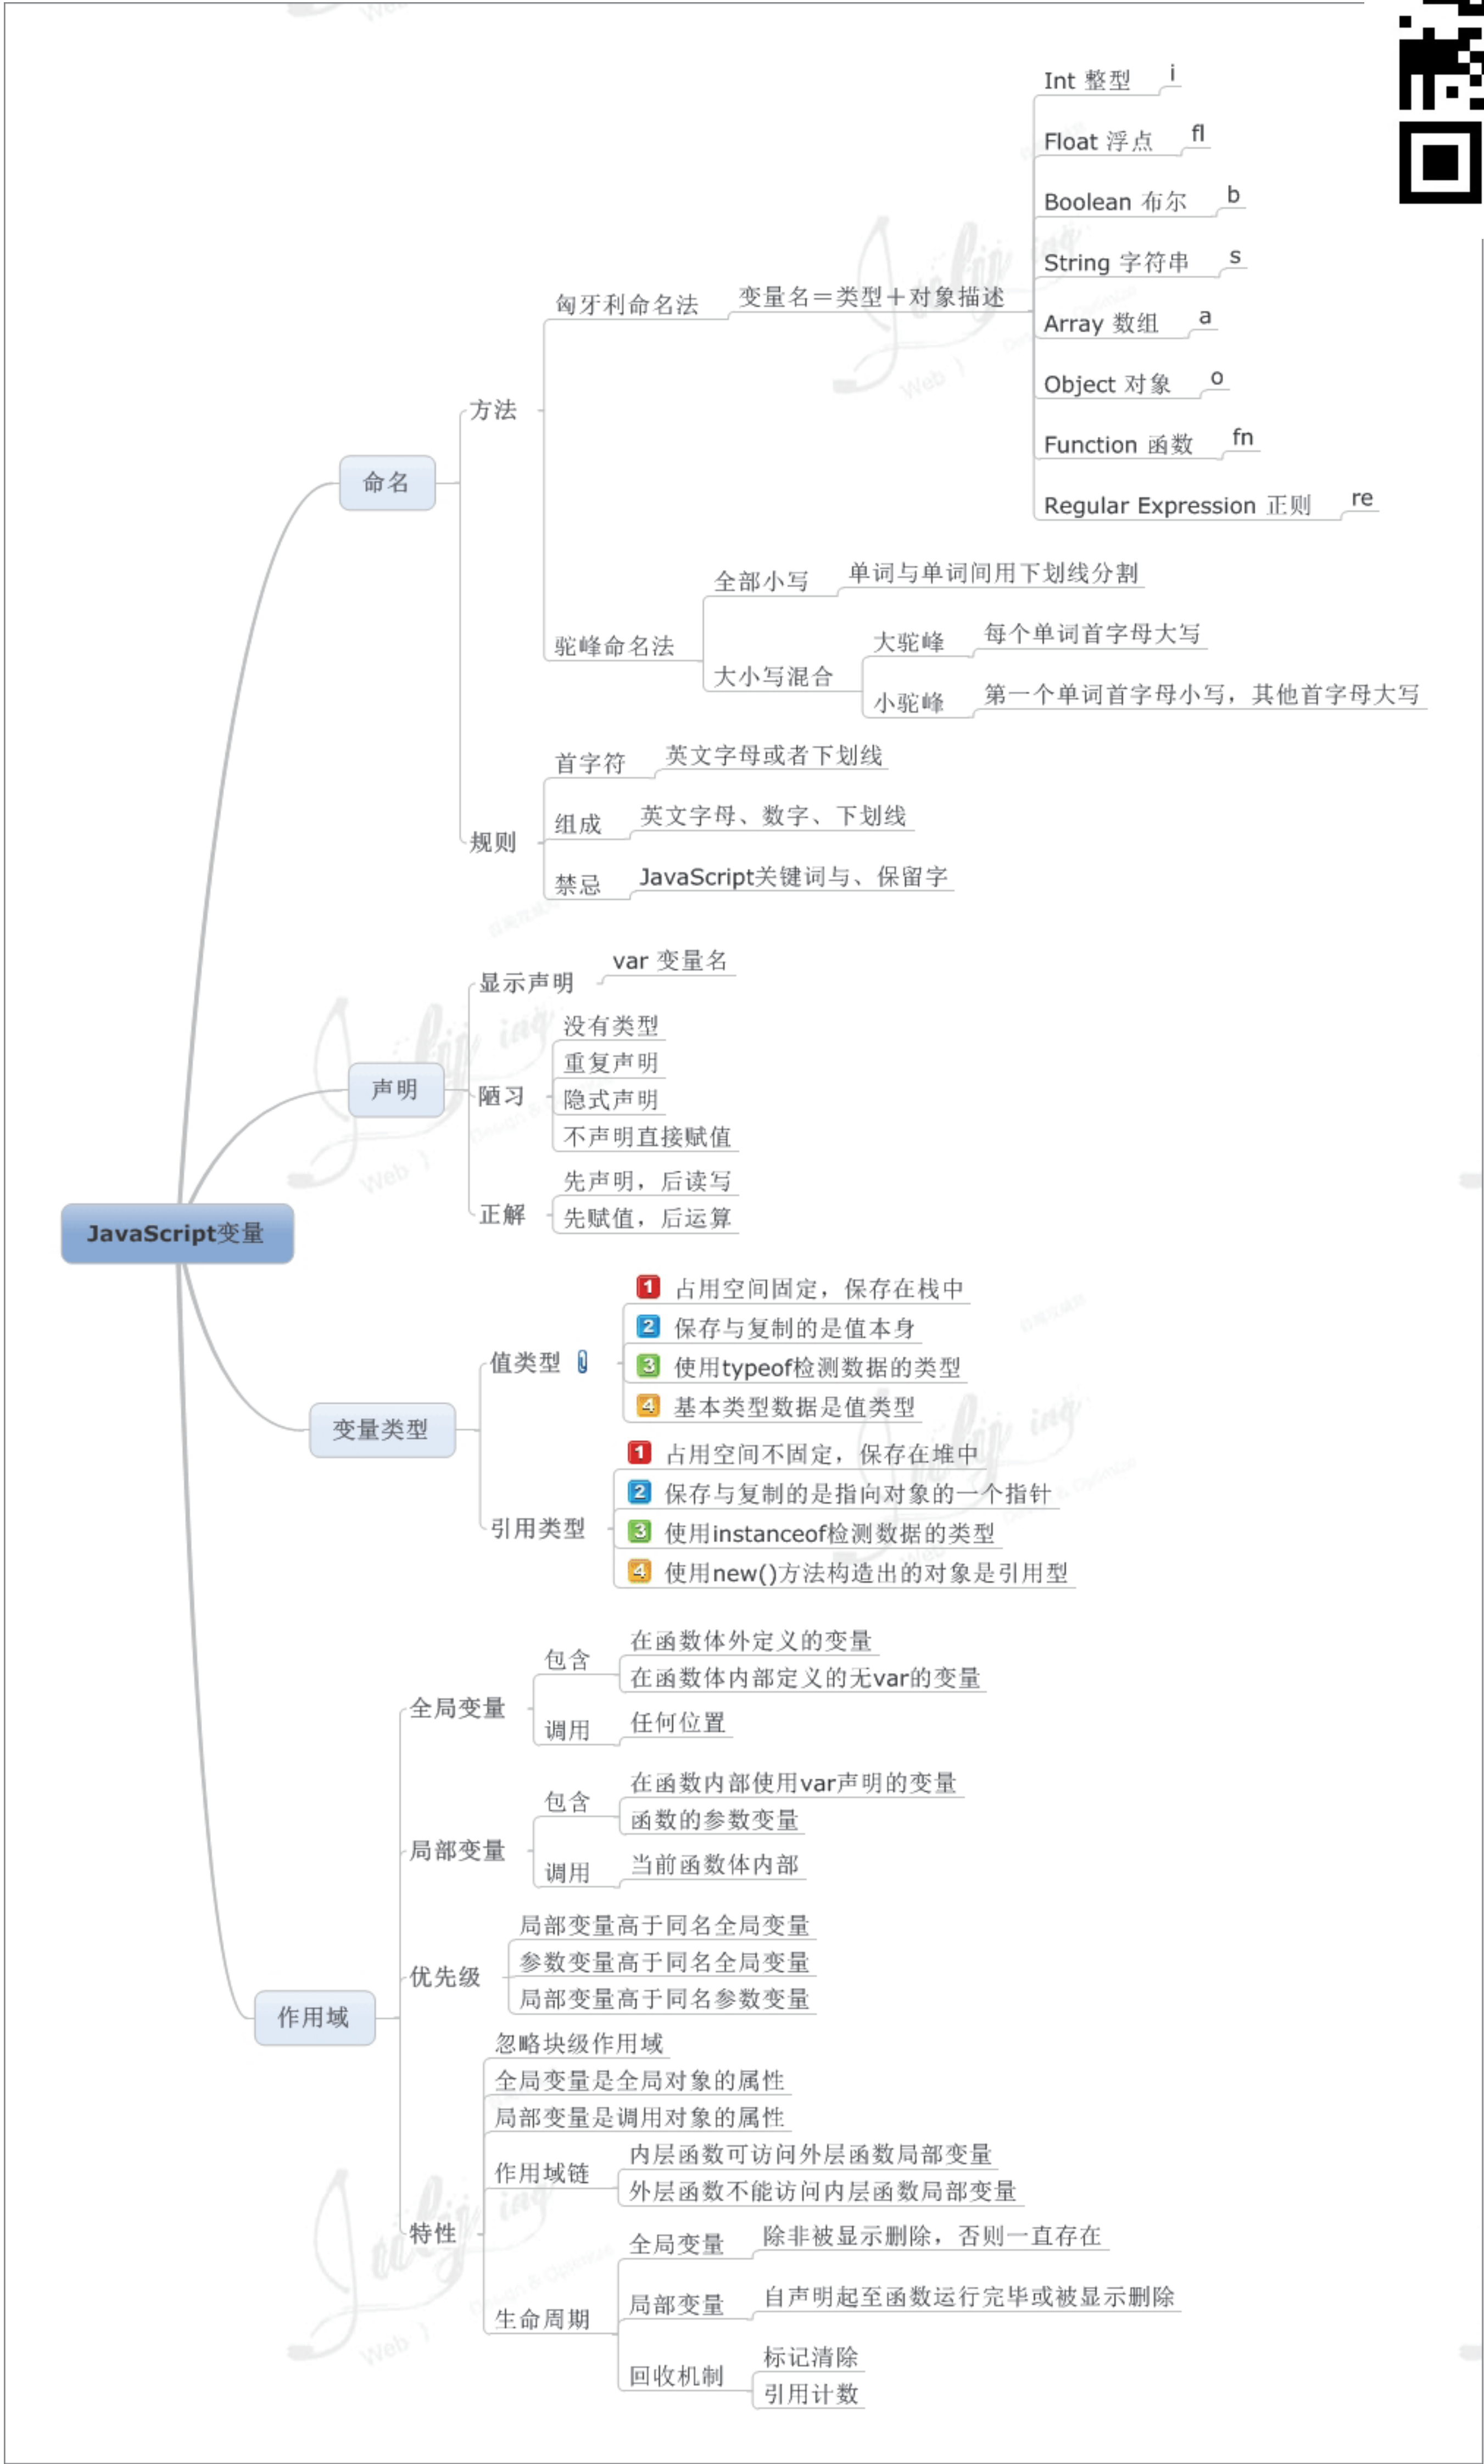 JavaScript变量
命名
方法
匈牙利命名法
变量名＝类型＋对象描述
Int 整型
i
Float 浮点
fl
Boolean 布尔
b
String 字符串
s
Array 数组
a
Object 对象
o
Function 函数
fn
Regular Expression 正则
re
驼峰命名法
全部小写
单词与单词间用下划线分割
大小写混合
大驼峰
每个单词首字母大写
小驼峰
第一个单词首字母小写，其他首字母大写
规则
首字符
英文字母或者下划线
组成
英文字母、数字、下划线
禁忌
JavaScript关键词与、保留字
声明
显示声明
var 变量名
陋习
没有类型
重复声明
隐式声明
不声明直接赋值
正解
先声明，后读写
先赋值，后运算
变量类型
值类型
1 占用空间固定，保存在栈中
2 保存与复制的是值本身
3 使用typeof检测数据的类型
4 基本类型数据是值类型
引用类型
1 占用空间不固定，保存在堆中
2 保存与复制的是指向对象的一个指针
3 使用instanceof检测数据的类型
4 使用new()方法构造出的对象是引用型
作用域
全局变量
包含
在函数体外定义的变量
在函数体内部定义的无var的变量
调用
任何位置
局部变量
包含
在函数内部使用var声明的变量
函数的参数变量
调用
当前函数体内部
优先级
局部变量高于同名全局变量
参数变量高于同名全局变量
局部变量高于同名参数变量
特性
忽略块级作用域
全局变量是全局对象的属性
局部变量是调用对象的属性
作用域链
内层函数可访问外层函数局部变量
外层函数不能访问内层函数局部变量
生命周期
全局变量
除非被显示删除，否则一直存在
局部变量
自声明起至函数运行完毕或被显示删除
回收机制
标记清除
引用计数
Web
Design & Optimize